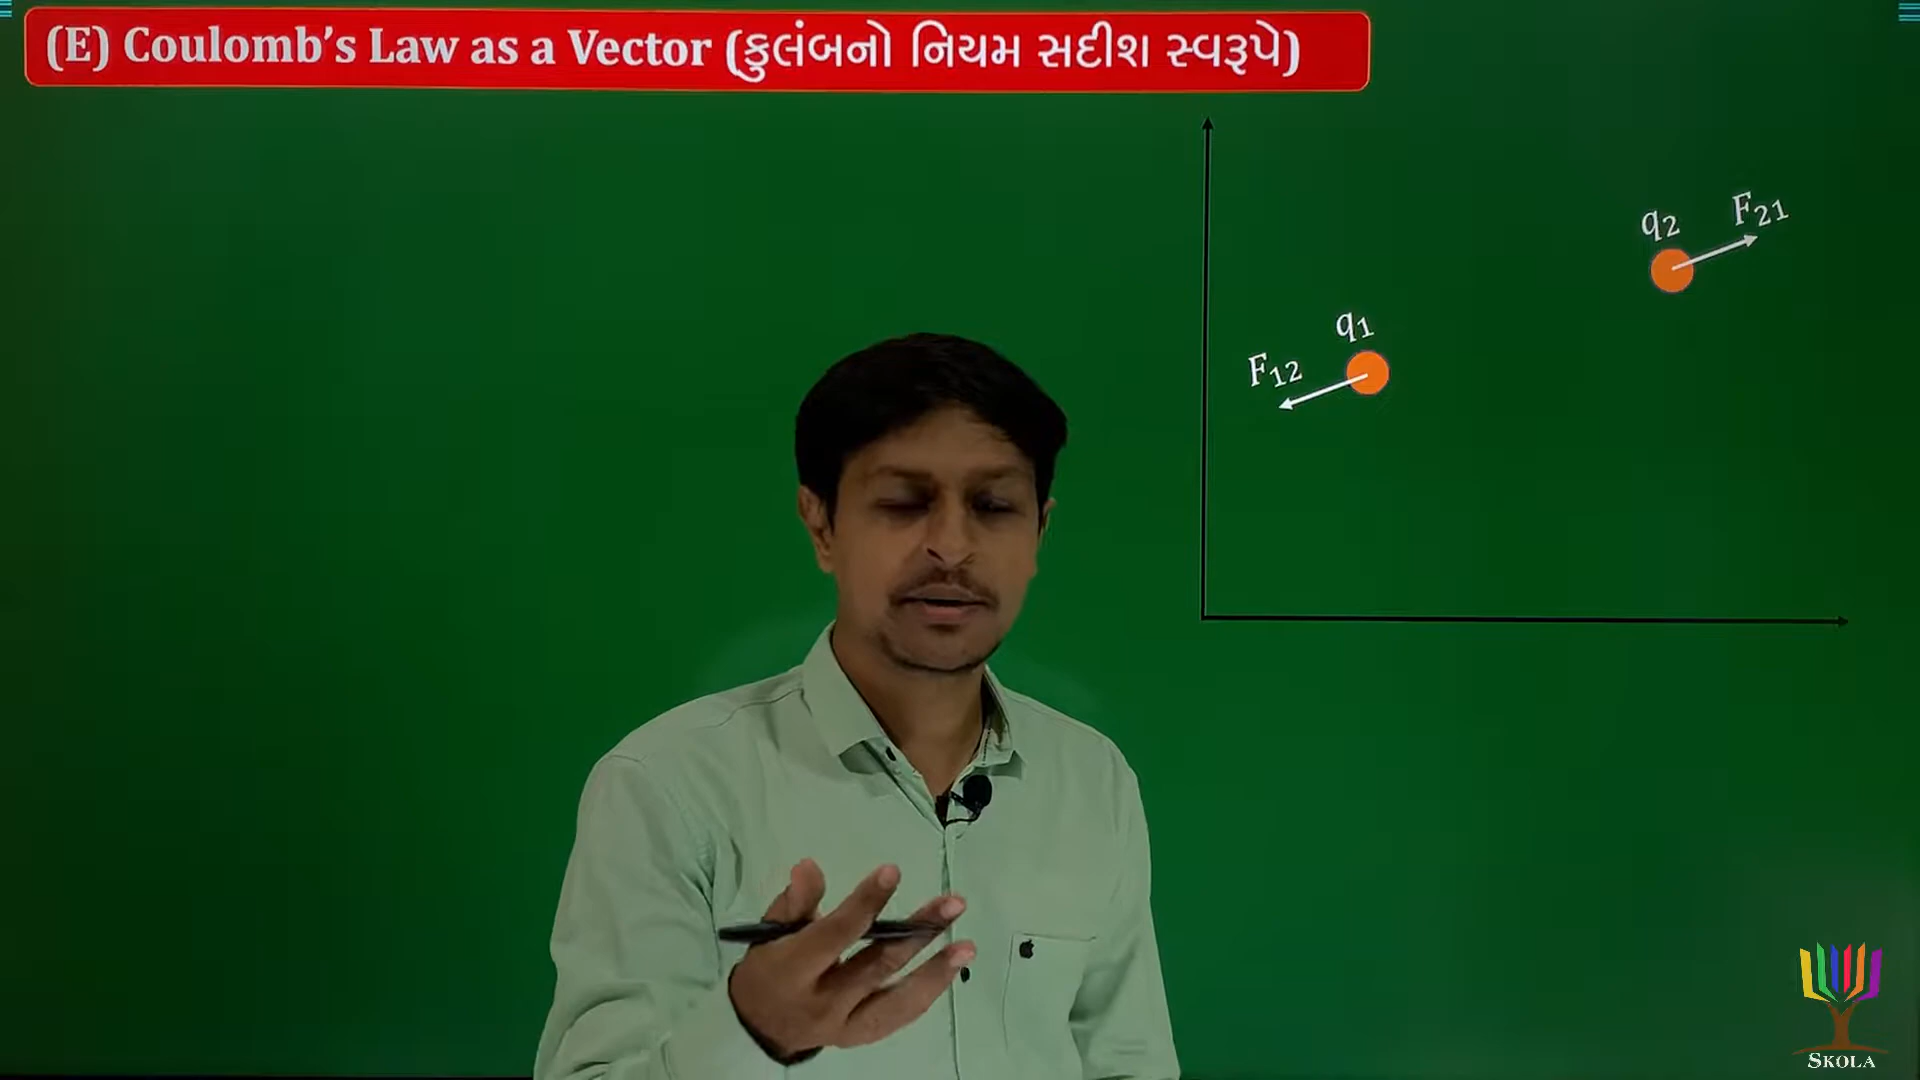 (E) Coulomb’s Law as a Vector (કુલંબનો નિયમ સદીશ સ્વરૂપે)
q₂ F₂₁
q₁
F₁₂
SKOLA